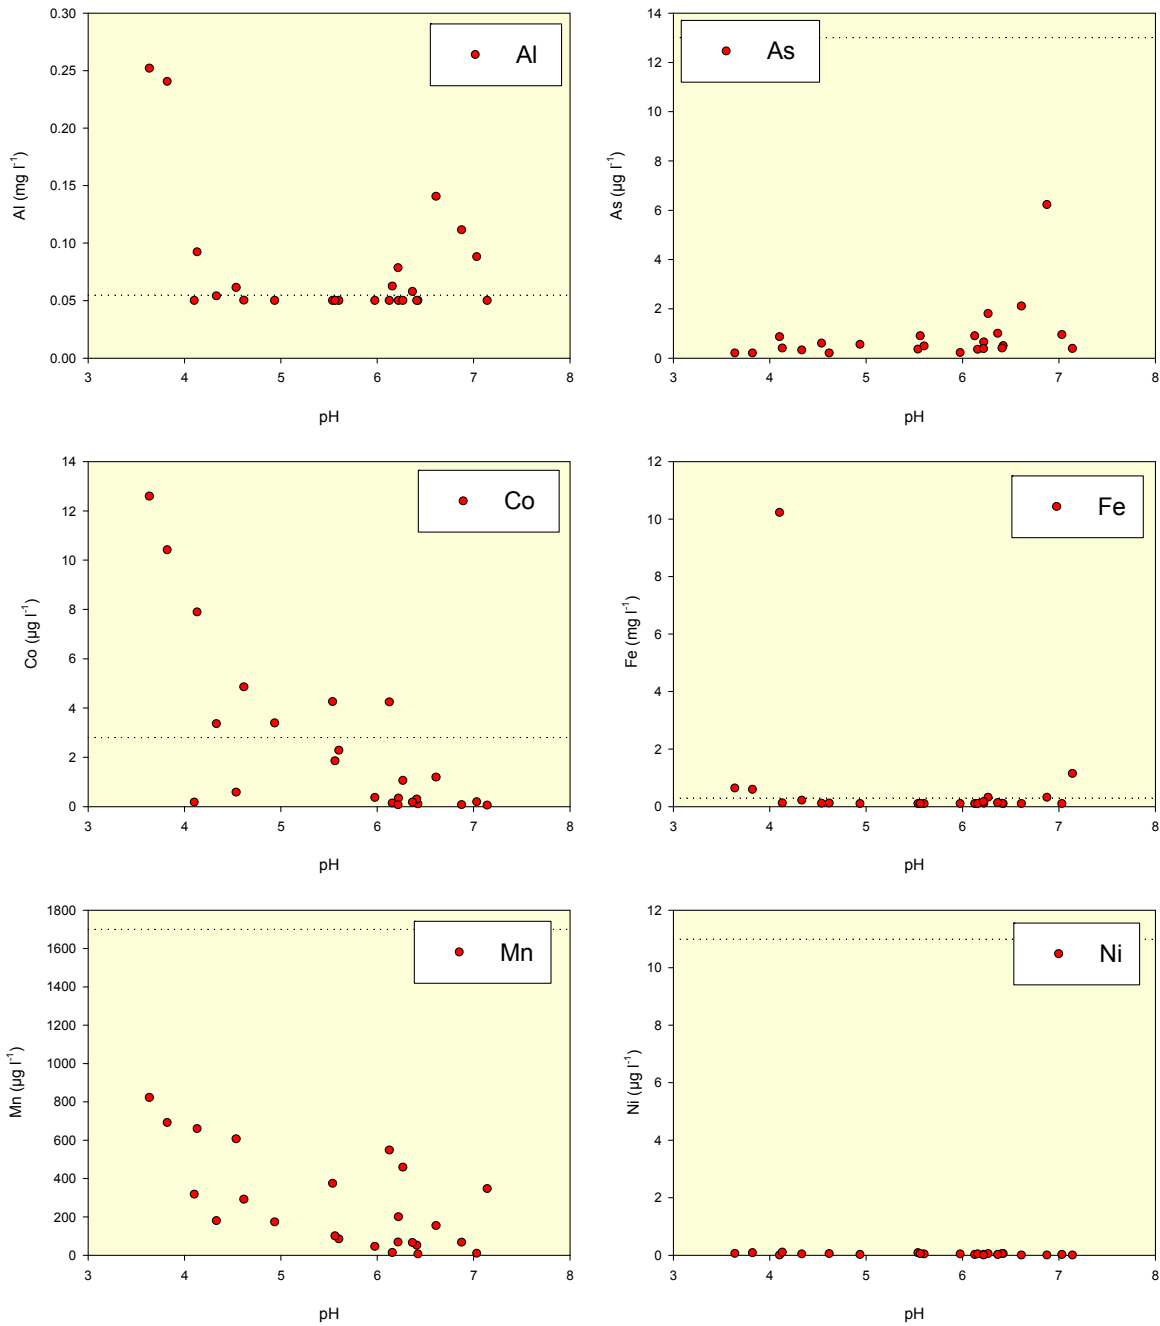 0.30
0.25
0.20
0.15
0.10
0.05
0.00
Al (mg l⁻¹)
Al
3 4 5 6 7 8
pH
14
12
10
8
6
4
2
0
As (µg l⁻¹)
As
3 4 5 6 7 8
pH
14
12
10
8
6
4
2
0
Co (µg l⁻¹)
Co
3 4 5 6 7 8
pH
12
10
8
6
4
2
0
Fe (mg l⁻¹)
Fe
3 4 5 6 7 8
pH
1800
1600
1400
1200
1000
800
600
400
200
0
Mn (µg l⁻¹)
Mn
3 4 5 6 7 8
pH
12
10
8
6
4
2
0
Ni (µg l⁻¹)
Ni
3 4 5 6 7 8
pH